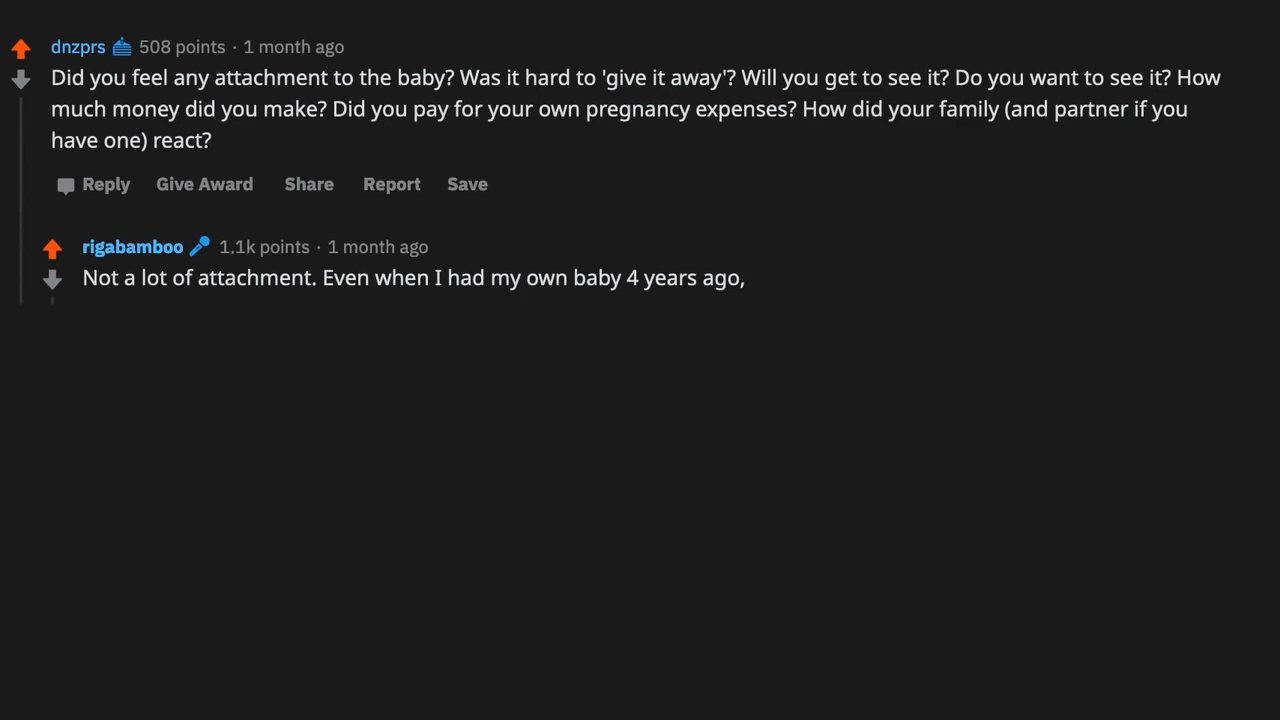 dnzprs 508 points · 1 month ago
Did you feel any attachment to the baby? Was it hard to 'give it away'? Will you get to see it? Do you want to see it? How
much money did you make? Did you pay for your own pregnancy expenses? How did your family (and partner if you
have one) react?
Reply Give Award Share Report Save
rigabamboo 1.1k points · 1 month ago
Not a lot of attachment. Even when I had my own baby 4 years ago,